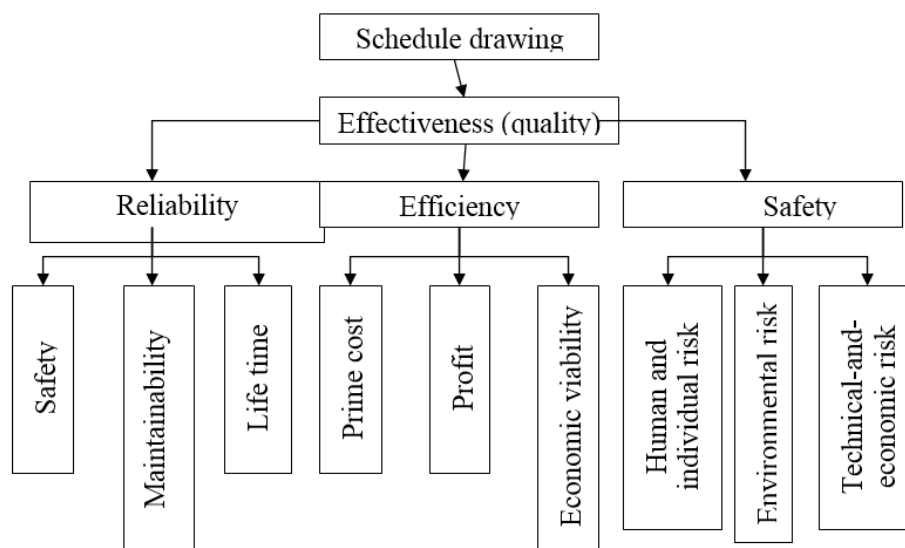 Schedule drawing
Effectiveness (quality)
Reliability
Efficiency
Safety
Safety
Maintainability
Life time
Prime cost
Profit
Economic viability
Human and
individual risk
Environmental risk
Technical-and-
economic risk